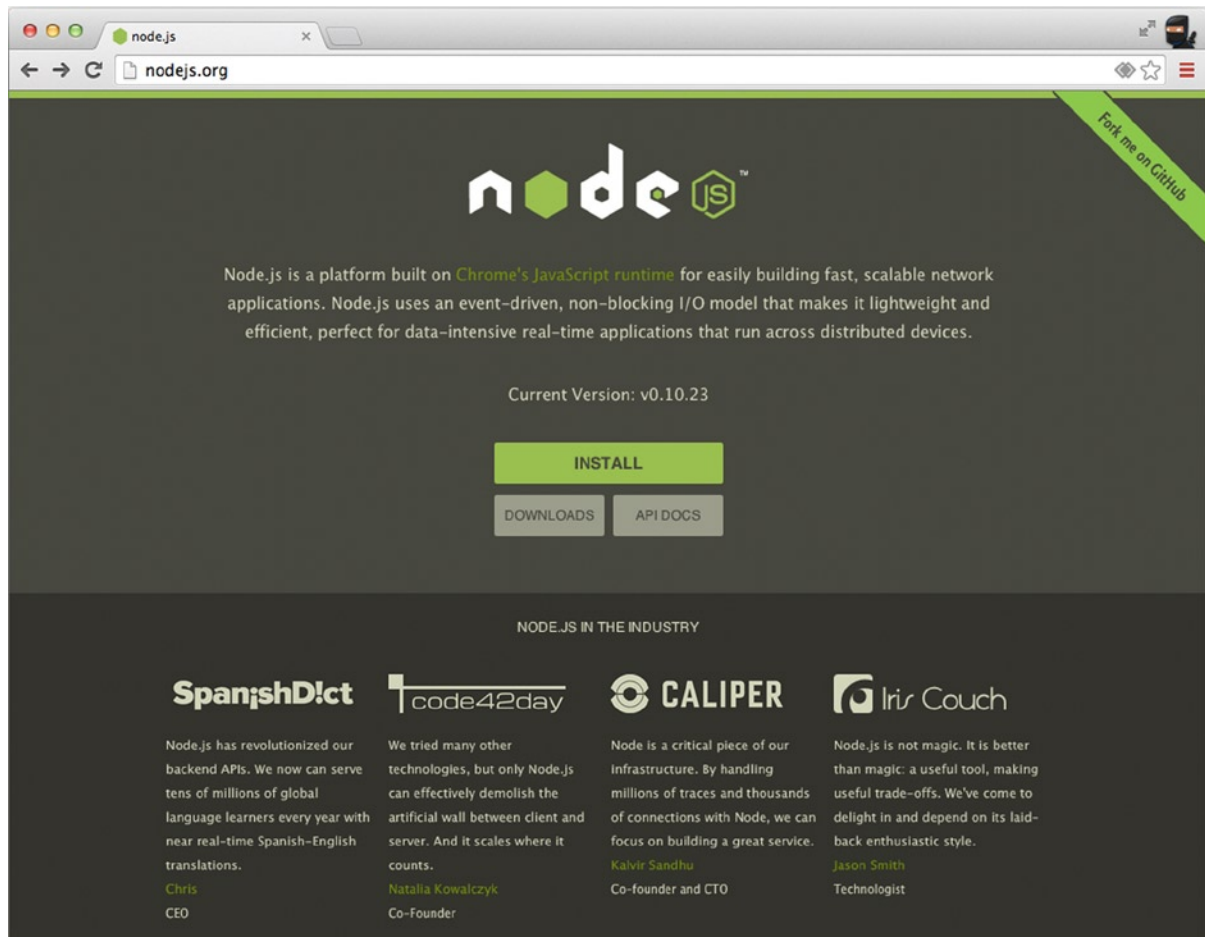 node.js
nodejs.org
Fork me on GitHub
node JS ™
Node.js is a platform built on Chrome's JavaScript runtime for easily building fast, scalable network
applications. Node.js uses an event-driven, non-blocking I/O model that makes it lightweight and
efficient, perfect for data-intensive real-time applications that run across distributed devices.
Current Version: v0.10.23
INSTALL
DOWNLOADS
API DOCS
NODE.JS IN THE INDUSTRY
Span¡shD!ct
Node.js has revolutionized our
backend APIs. We now can serve
tens of millions of global
language learners every year with
near real-time Spanish-English
translations.
Chris
CEO
code42day
We tried many other
technologies, but only Node.js
can effectively demolish the
artificial wall between client and
server. And it scales where it
counts.
Natalia Kowalczyk
Co-Founder
CALIPER
Node is a critical piece of our
infrastructure. By handling
millions of traces and thousands
of connections with Node, we can
focus on building a great service.
Kalvir Sandhu
Co-founder and CTO
Iris Couch
Node.js is not magic. It is better
than magic: a useful tool, making
useful trade-offs. We've come to
delight in and depend on its laid-
back enthusiastic style.
Jason Smith
Technologist